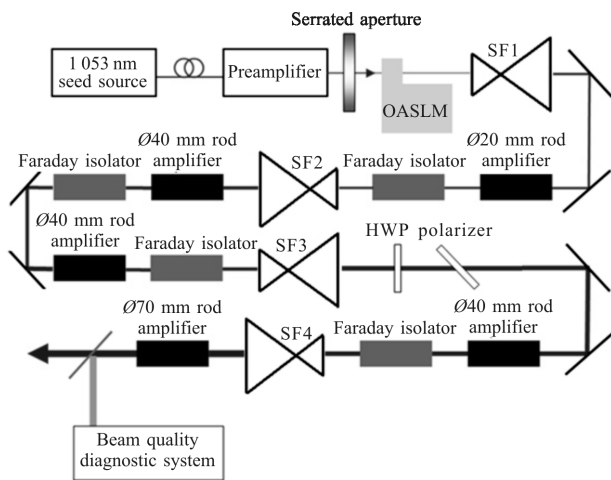 Serrated aperture
1 053 nm
seed source
Preamplifier
OASLM
SF1
Faraday isolator
Ø40 mm rod
amplifier
SF2
Faraday isolator
Ø20 mm rod
amplifier
Ø40 mm rod
amplifier
Faraday isolator
SF3
HWP polarizer
Ø70 mm rod
amplifier
SF4
Faraday isolator
Ø40 mm rod
amplifier
Beam quality
diagnostic system